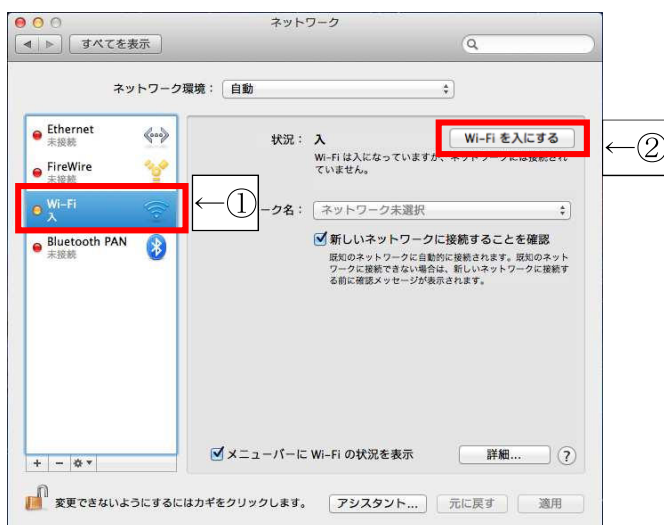 ネットワーク
すべてを表示
ネットワーク環境： 自動
Ethernet
未接続
FireWire
未接続
Wi-Fi
入
Bluetooth PAN
未接続
←①
状況： 入
Wi-Fi を入にする
←②
Wi-Fi は入になっていますが、ネットワークには接続され
ていません。
ーク名： ネットワーク未選択
新しいネットワークに接続することを確認
既知のネットワークに自動的に接続されます。既知のネット
ワークに接続できない場合は、新しいネットワークに接続す
る前に確認メッセージが表示されます。
メニューバーに Wi-Fi の状況を表示
詳細... ?
+ −
変更できないようにするにはカギをクリックします。 アシスタント... 元に戻す 適用